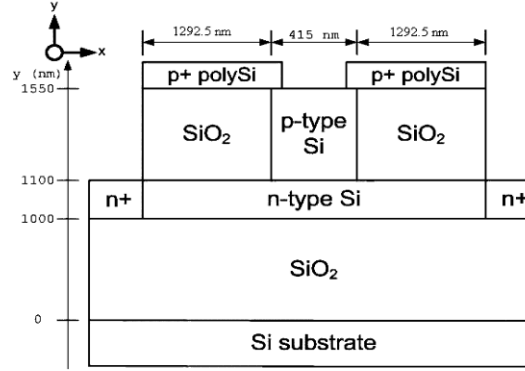 y
x
1292.5 nm 415 nm 1292.5 nm
y (nm)
p+ polySi p+ polySi
1550
SiO2 p-type Si SiO2
1100
n+ n-type Si n+
1000
SiO2
0
Si substrate